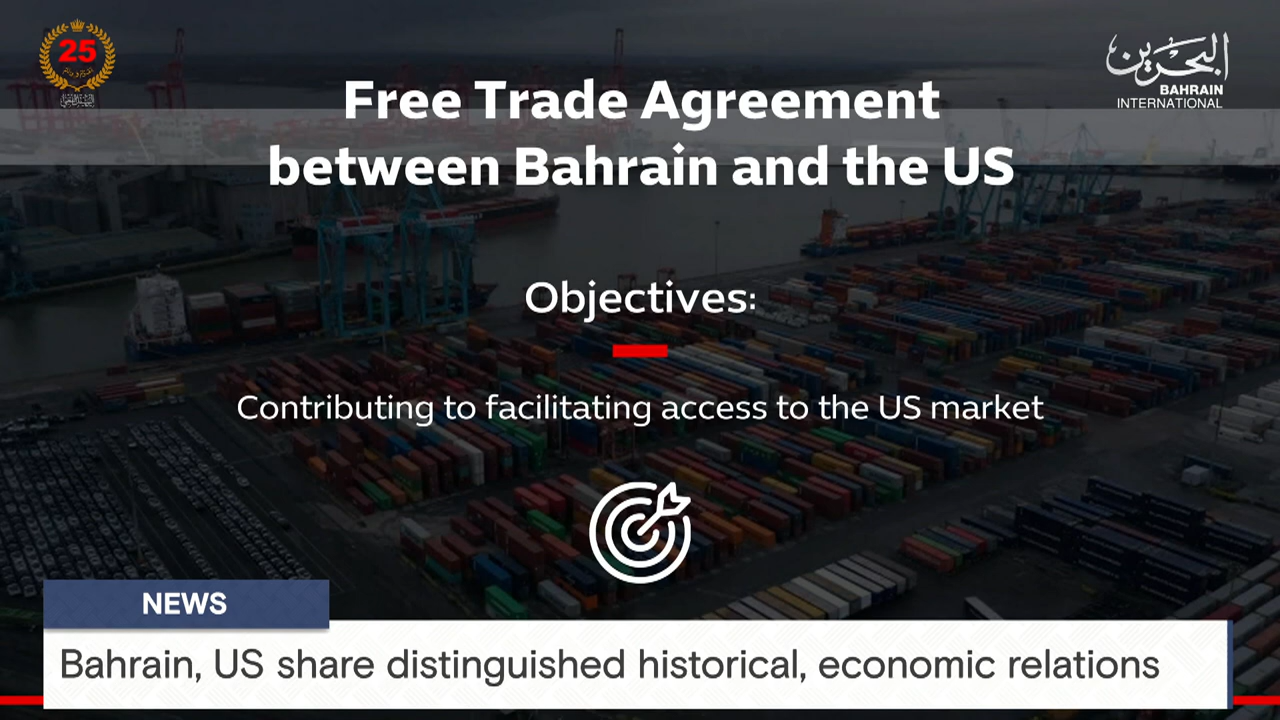 25
البحرين
BAHRAIN
INTERNATIONAL
Free Trade Agreement
between Bahrain and the US
Objectives:
Contributing to facilitating access to the US market
NEWS
Bahrain, US share distinguished historical, economic relations